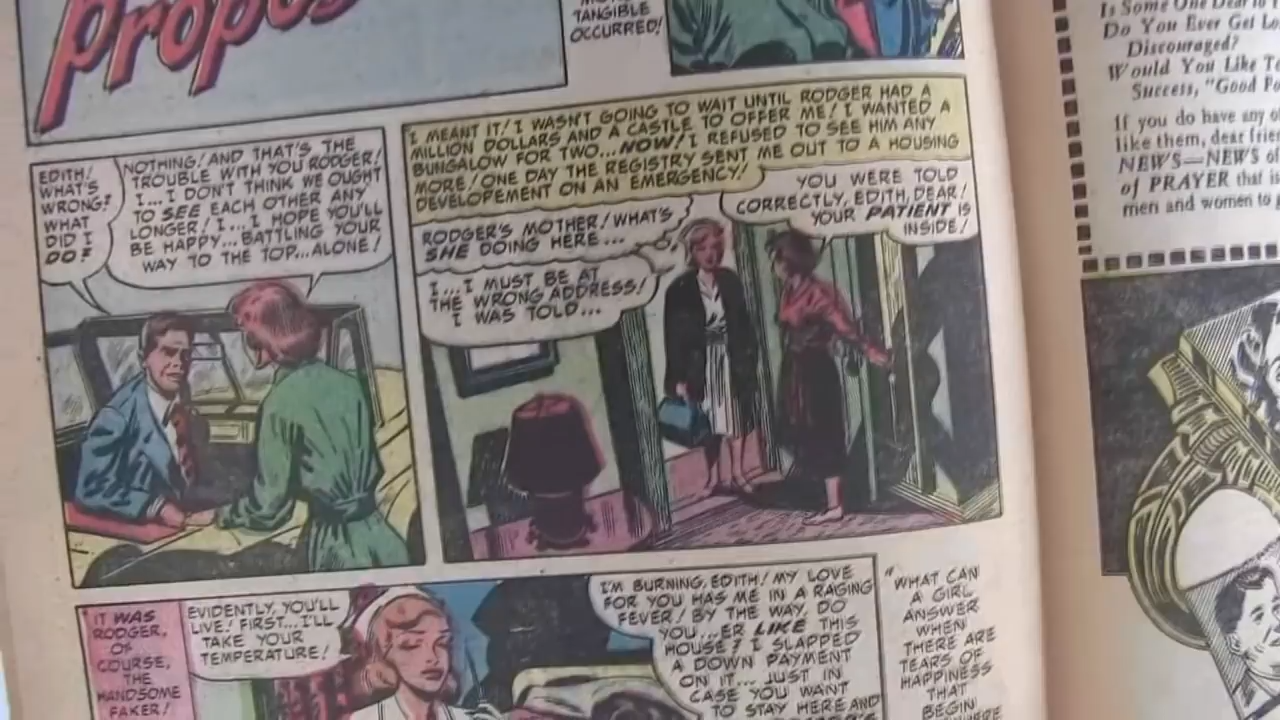 Propos
TANGIBLE
OCCURRED!
EDITH!
WHAT'S
WRONG?
WHAT
DID I
DO?
NOTHING! AND THAT'S THE
TROUBLE WITH YOU RODGER!
I...I DON'T THINK WE OUGHT
TO SEE EACH OTHER ANY
LONGER! I...I HOPE YOU'LL
BE HAPPY...BATTLING YOUR
WAY TO THE TOP...ALONE!
I MEANT IT! I WASN'T GOING TO WAIT UNTIL RODGER HAD A
MILLION DOLLARS AND A CASTLE TO OFFER ME! I WANTED A
BUNGALOW FOR TWO...NOW! I REFUSED TO SEE HIM ANY
MORE! ONE DAY THE REGISTRY SENT ME OUT TO A HOUSING
DEVELOPEMENT ON AN EMERGENCY!
RODGER'S MOTHER! WHAT'S
SHE DOING HERE...
I...I MUST BE AT
THE WRONG ADDRESS!
I WAS TOLD...
YOU WERE TOLD
CORRECTLY, EDITH, DEAR!
YOUR PATIENT IS
INSIDE!
IT WAS
RODGER,
OF
COURSE,
THE
HANDSOME
FAKER!
EVIDENTLY, YOU'LL
LIVE! FIRST...I'LL
TAKE YOUR
TEMPERATURE!
I'M BURNING, EDITH! MY LOVE
FOR YOU HAS ME IN A RAGING
FEVER! BY THE WAY, DO
YOU...ER LIKE THIS
HOUSE? I SLAPPED
A DOWN PAYMENT
ON IT... JUST IN
CASE YOU WANT
TO STAY HERE AND
"WHAT CAN
A GIRL
ANSWER
WHEN
THERE ARE
TEARS OF
HAPPINESS
THAT
BEGIN
Is Some One Dear to
Do You Ever Get
Discouraged?
Would You Like
Success, "Good
If you do have any
like them, dear
NEWS—NEWS of
of PRAYER that is
men and women to